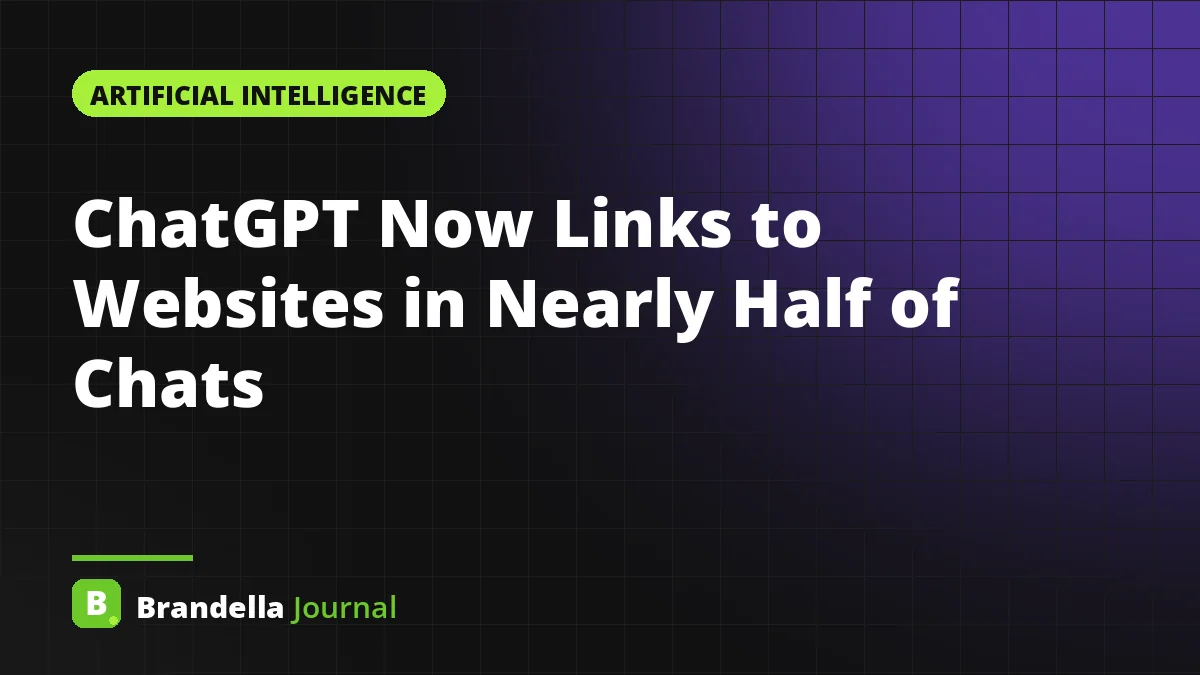 ARTIFICIAL INTELLIGENCE
ChatGPT Now Links to
Websites in Nearly Half of
Chats
B
Brandella Journal